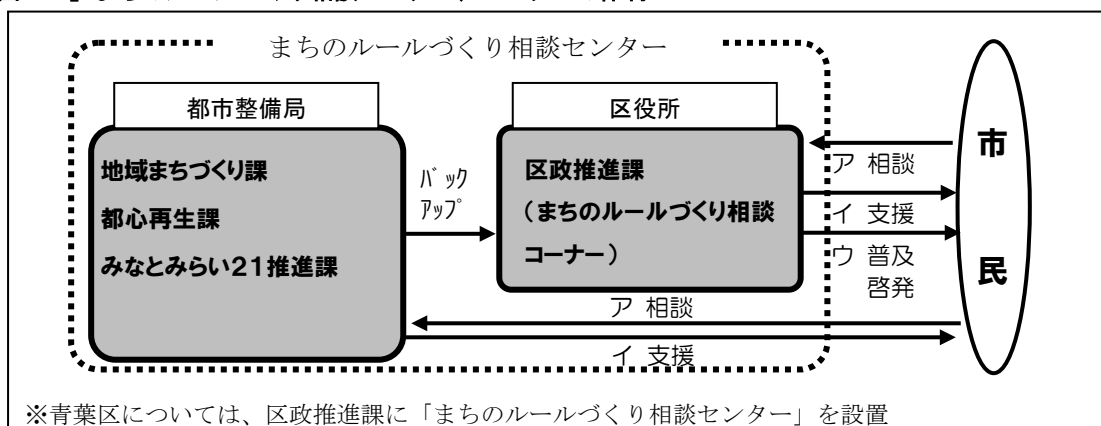 まちのルールづくり相談センター
都市整備局
地域まちづくり課
都心再生課
みなとみらい21推進課
バック
アップ
区役所
区政推進課
（まちのルールづくり相談
コーナー）
ア 相談
イ 支援
ウ 普及
啓発
市
民
ア 相談
イ 支援
※青葉区については、区政推進課に「まちのルールづくり相談センター」を設置